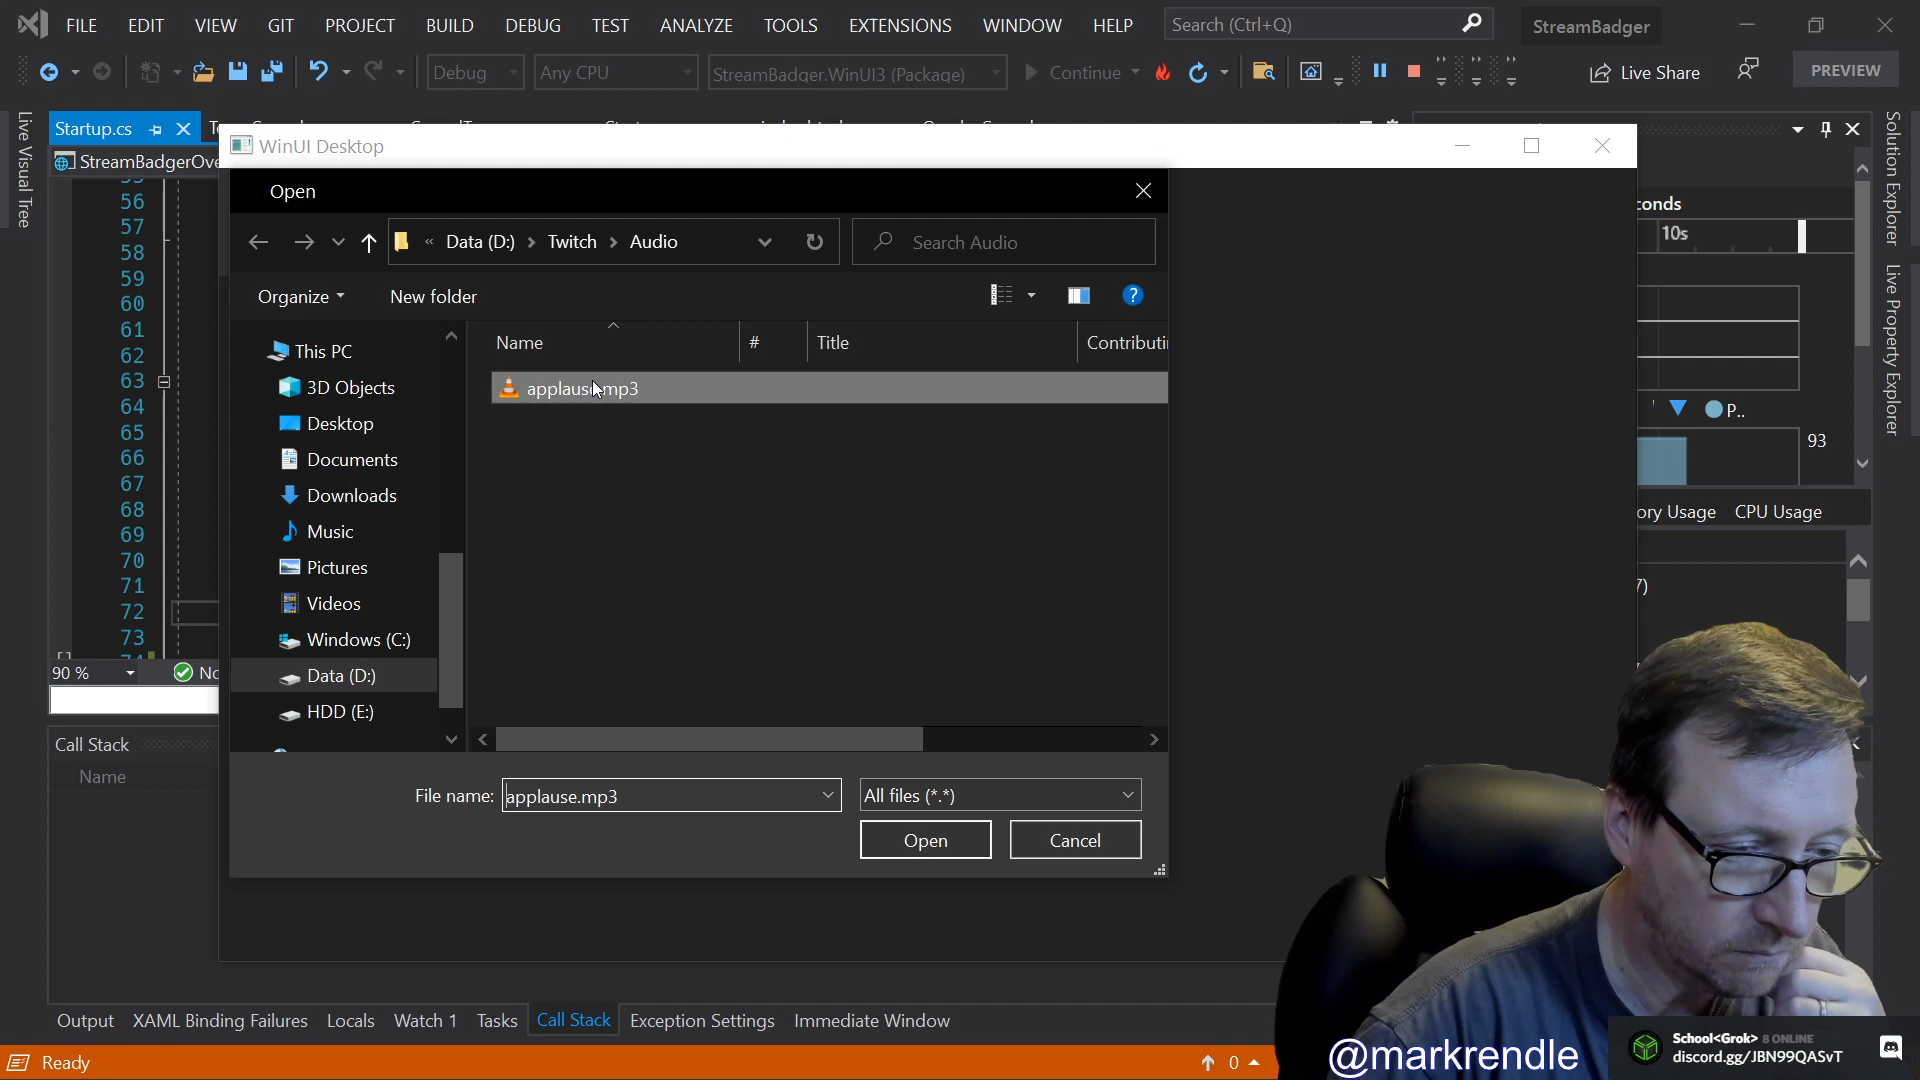 FILE EDIT VIEW GIT PROJECT BUILD DEBUG TEST ANALYZE TOOLS EXTENSIONS WINDOW HELP Search (Ctrl+Q) StreamBadger
Debug Any CPU StreamBadger.WinUI3 (Package) Continue Live Share PREVIEW
Live Visual Tree
Startup.cs
StreamBadgerOve
WinUI Desktop
Open
Data (D:) Twitch Audio Search Audio
Organize New folder
Name # Title Contributi
applause.mp3
This PC
3D Objects
Desktop
Documents
Downloads
Music
Pictures
Videos
Windows (C:)
Data (D:)
HDD (E:)
File name: applause.mp3 All files (*.*)
Open Cancel
56
57
58
59
60
61
62
63
64
65
66
67
68
69
70
71
72
73
90 % No
conds
10s
P..
93
ory Usage CPU Usage
7)
Solution Explorer
Live Property Explorer
Call Stack
Name
Output XAML Binding Failures Locals Watch 1 Tasks Call Stack Exception Settings Immediate Window
Ready 0
@markrendle
School<Grok> 8 ONLINE
discord.gg/JBN99QASvT